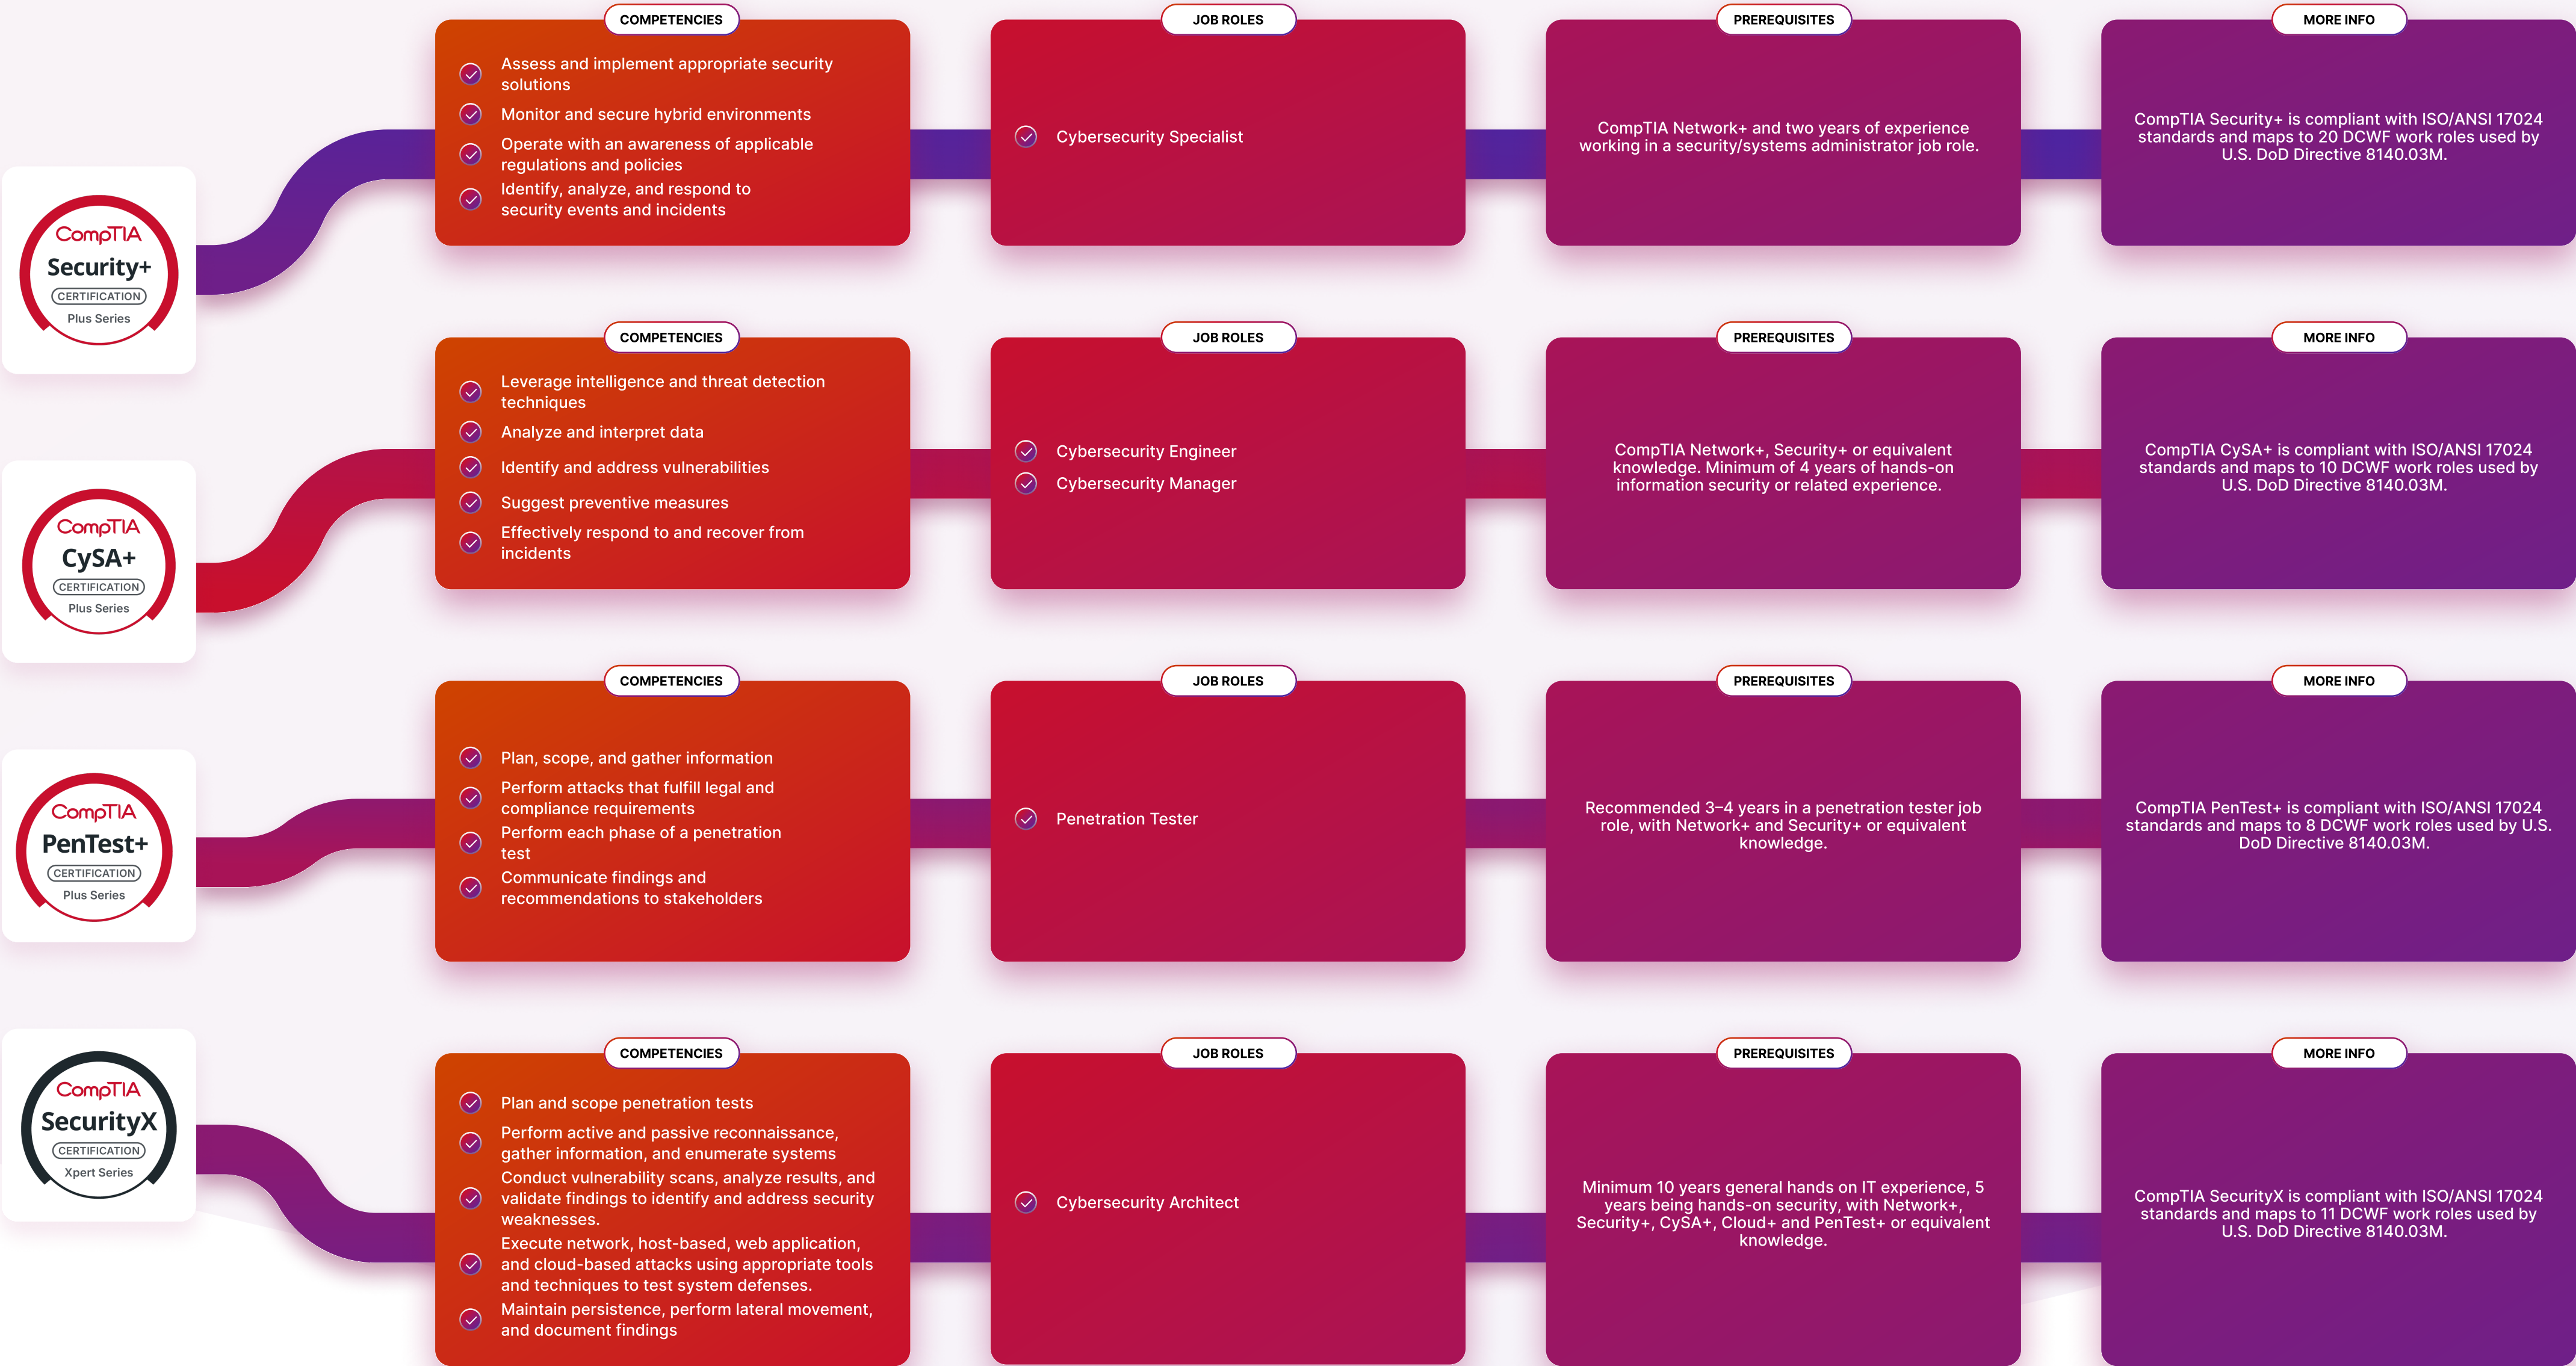 CompTIA
Security+
CERTIFICATION
Plus Series
COMPETENCIES
Assess and implement appropriate security
solutions
Monitor and secure hybrid environments
Operate with an awareness of applicable
regulations and policies
Identify, analyze, and respond to
security events and incidents
JOB ROLES
Cybersecurity Specialist
PREREQUISITES
CompTIA Network+ and two years of experience
working in a security/systems administrator job role.
MORE INFO
CompTIA Security+ is compliant with ISO/ANSI 17024
standards and maps to 20 DCWF work roles used by
U.S. DoD Directive 8140.03M.
CompTIA
CySA+
CERTIFICATION
Plus Series
COMPETENCIES
Leverage intelligence and threat detection
techniques
Analyze and interpret data
Identify and address vulnerabilities
Suggest preventive measures
Effectively respond to and recover from
incidents
JOB ROLES
Cybersecurity Engineer
Cybersecurity Manager
PREREQUISITES
CompTIA Network+, Security+ or equivalent
knowledge. Minimum of 4 years of hands-on
information security or related experience.
MORE INFO
CompTIA CySA+ is compliant with ISO/ANSI 17024
standards and maps to 10 DCWF work roles used by
U.S. DoD Directive 8140.03M.
CompTIA
PenTest+
CERTIFICATION
Plus Series
COMPETENCIES
Plan, scope, and gather information
Perform attacks that fulfill legal and
compliance requirements
Perform each phase of a penetration
test
Communicate findings and
recommendations to stakeholders
JOB ROLES
Penetration Tester
PREREQUISITES
Recommended 3–4 years in a penetration tester job
role, with Network+ and Security+ or equivalent
knowledge.
MORE INFO
CompTIA PenTest+ is compliant with ISO/ANSI 17024
standards and maps to 8 DCWF work roles used by U.S.
DoD Directive 8140.03M.
CompTIA
SecurityX
CERTIFICATION
Xpert Series
COMPETENCIES
Plan and scope penetration tests
Perform active and passive reconnaissance,
gather information, and enumerate systems
Conduct vulnerability scans, analyze results, and
validate findings to identify and address security
weaknesses.
Execute network, host-based, web application,
and cloud-based attacks using appropriate tools
and techniques to test system defenses.
Maintain persistence, perform lateral movement,
and document findings
JOB ROLES
Cybersecurity Architect
PREREQUISITES
Minimum 10 years general hands on IT experience, 5
years being hands-on security, with Network+,
Security+, CySA+, Cloud+ and PenTest+ or equivalent
knowledge.
MORE INFO
CompTIA SecurityX is compliant with ISO/ANSI 17024
standards and maps to 11 DCWF work roles used by
U.S. DoD Directive 8140.03M.